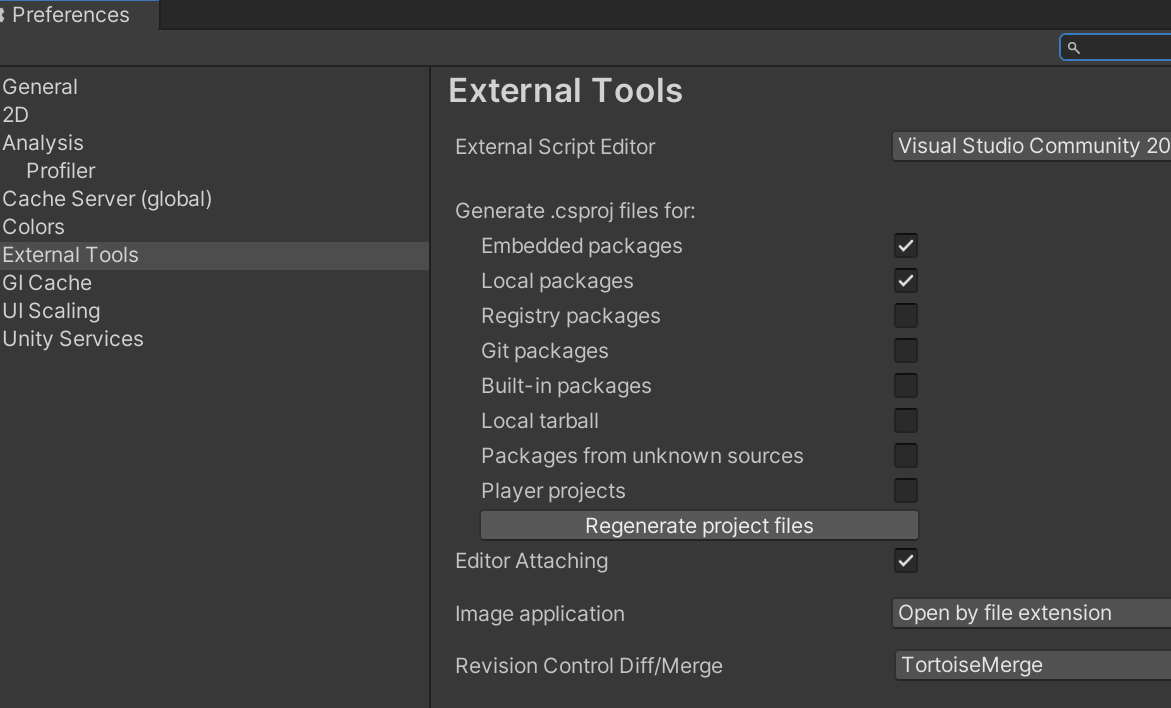 Preferences
General
2D
Analysis
Profiler
Cache Server (global)
Colors
External Tools
GI Cache
UI Scaling
Unity Services
External Tools
External Script Editor
Visual Studio Community 20
Generate .csproj files for:
Embedded packages
Local packages
Registry packages
Git packages
Built-in packages
Local tarball
Packages from unknown sources
Player projects
Regenerate project files
Editor Attaching
Image application
Open by file extension
Revision Control Diff/Merge
TortoiseMerge